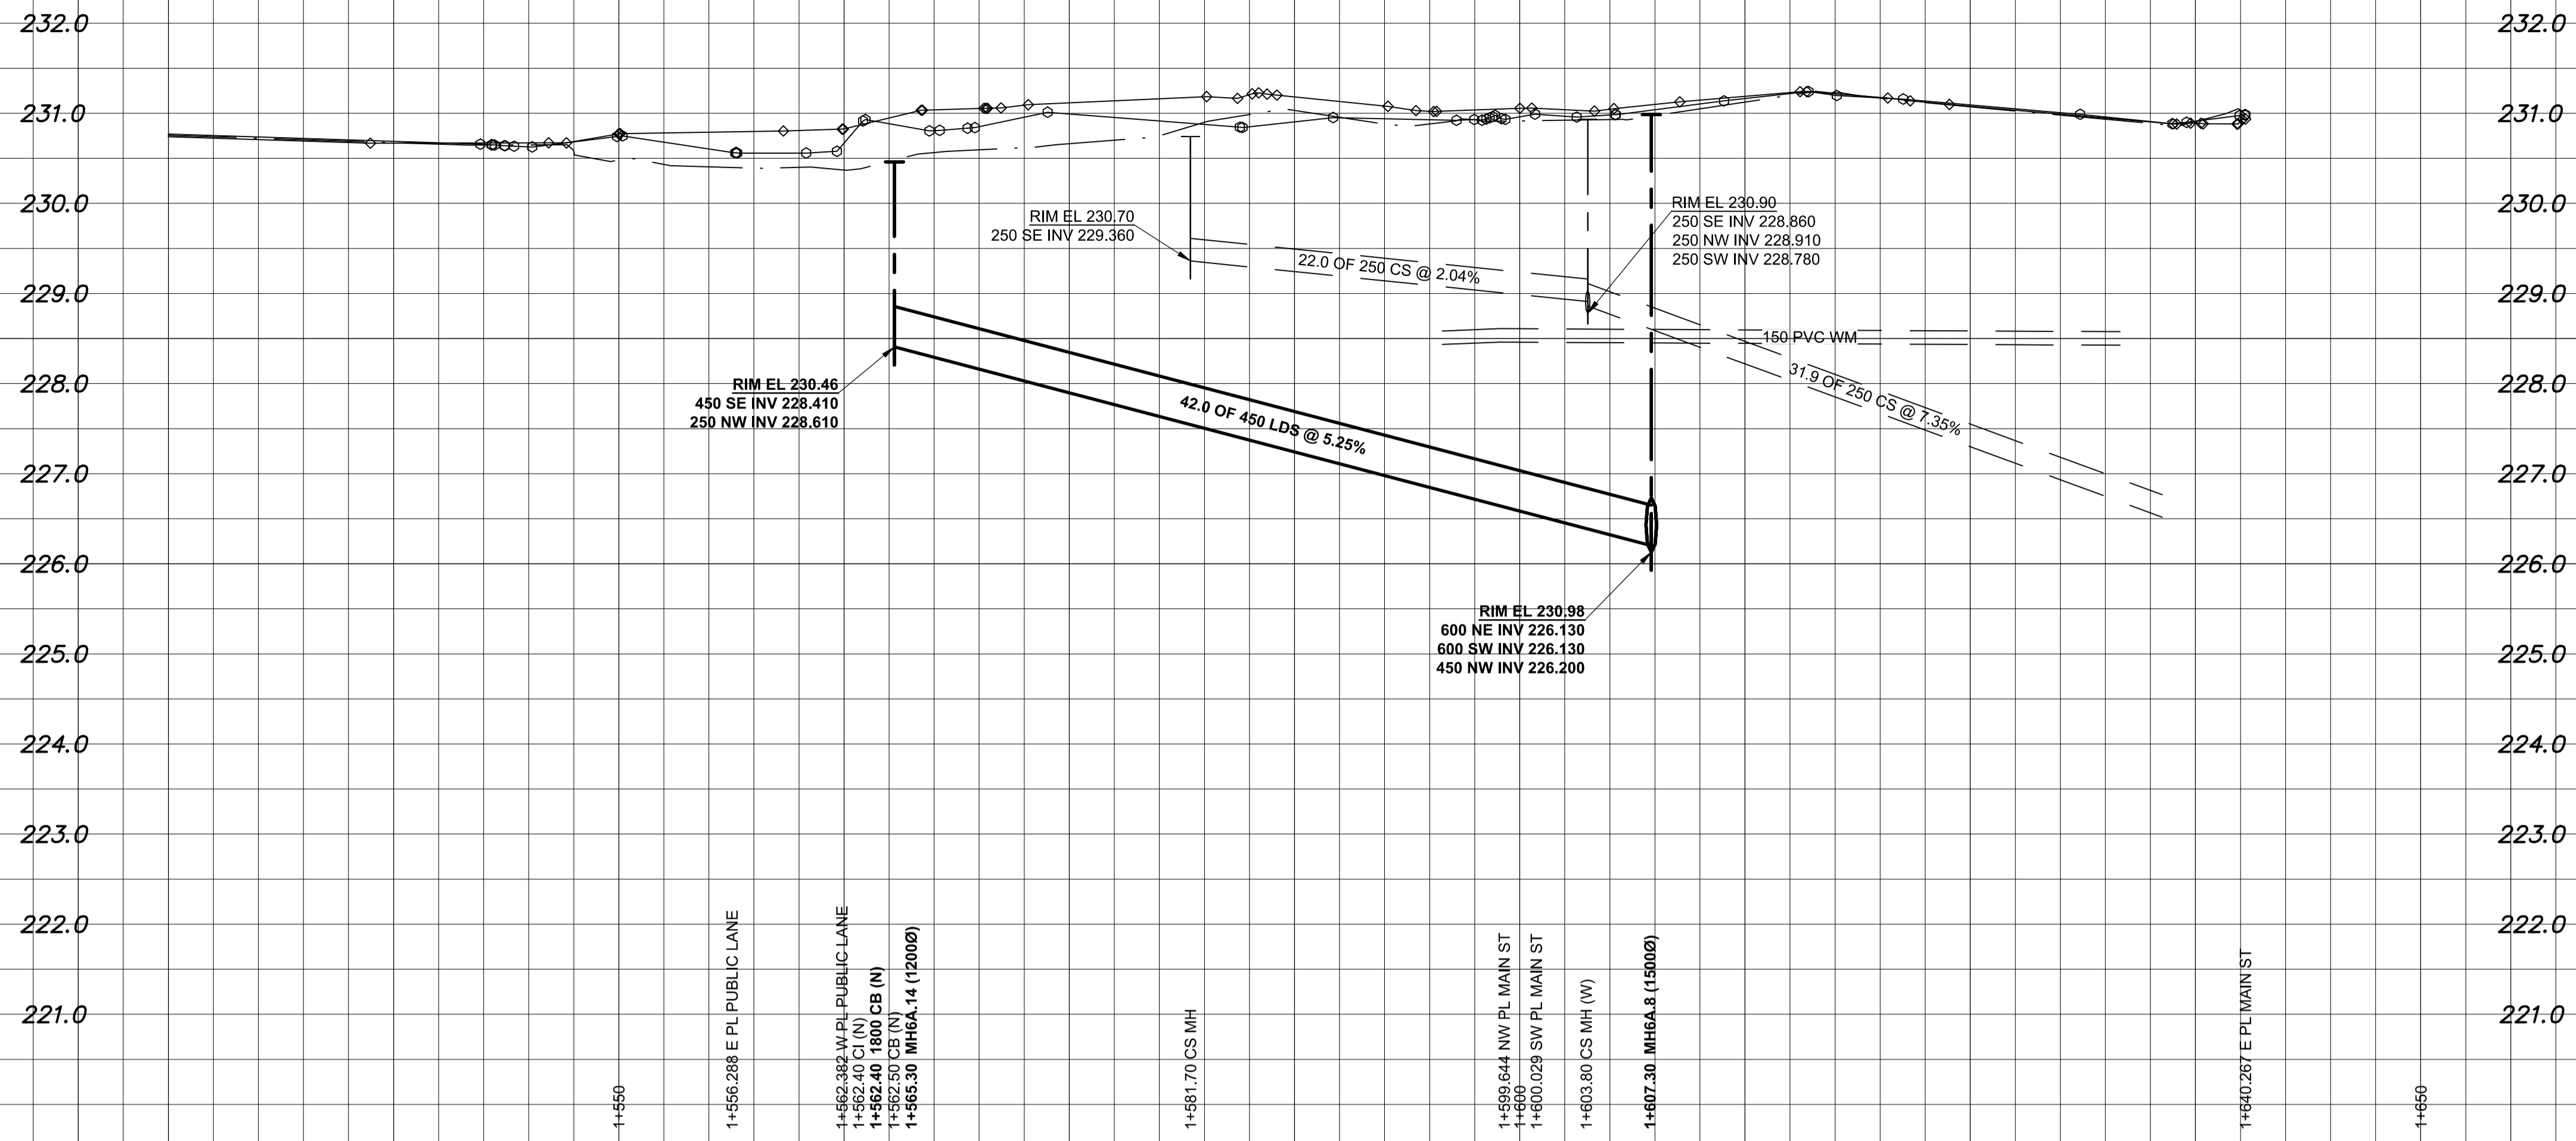 232.0
232.0
231.0
231.0
230.0
230.0
229.0
229.0
228.0
228.0
227.0
227.0
226.0
226.0
225.0
225.0
224.0
224.0
223.0
223.0
222.0
222.0
221.0
221.0
RIM EL 230.70
250 SE INV 229.360
RIM EL 230.90
250 SE INV 228.860
250 NW INV 228.910
250 SW INV 228.780
22.0 OF 250 CS @ 2.04%
150 PVC WM
31.9 OF 250 CS @ 7.35%
RIM EL 230.46
450 SE INV 228.410
250 NW INV 228.610
42.0 OF 450 LDS @ 5.25%
RIM EL 230.98
600 NE INV 226.130
600 SW INV 226.130
450 NW INV 226.200
1+550
1+556.288 E PL PUBLIC LANE
1+562.382 W PL PUBLIC LANE
1+562.40 CI (N)
1+562.40 1800 CB (N)
1+562.50 CB (N)
1+565.30 MH6A.14 (1200Ø)
1+581.70 CS MH
1+599.644 NW PL MAIN ST
1+600
1+600.029 SW PL MAIN ST
1+603.80 CS MH (W)
1+607.30 MH6A.8 (1500Ø)
1+640.267 E PL MAIN ST
1+650